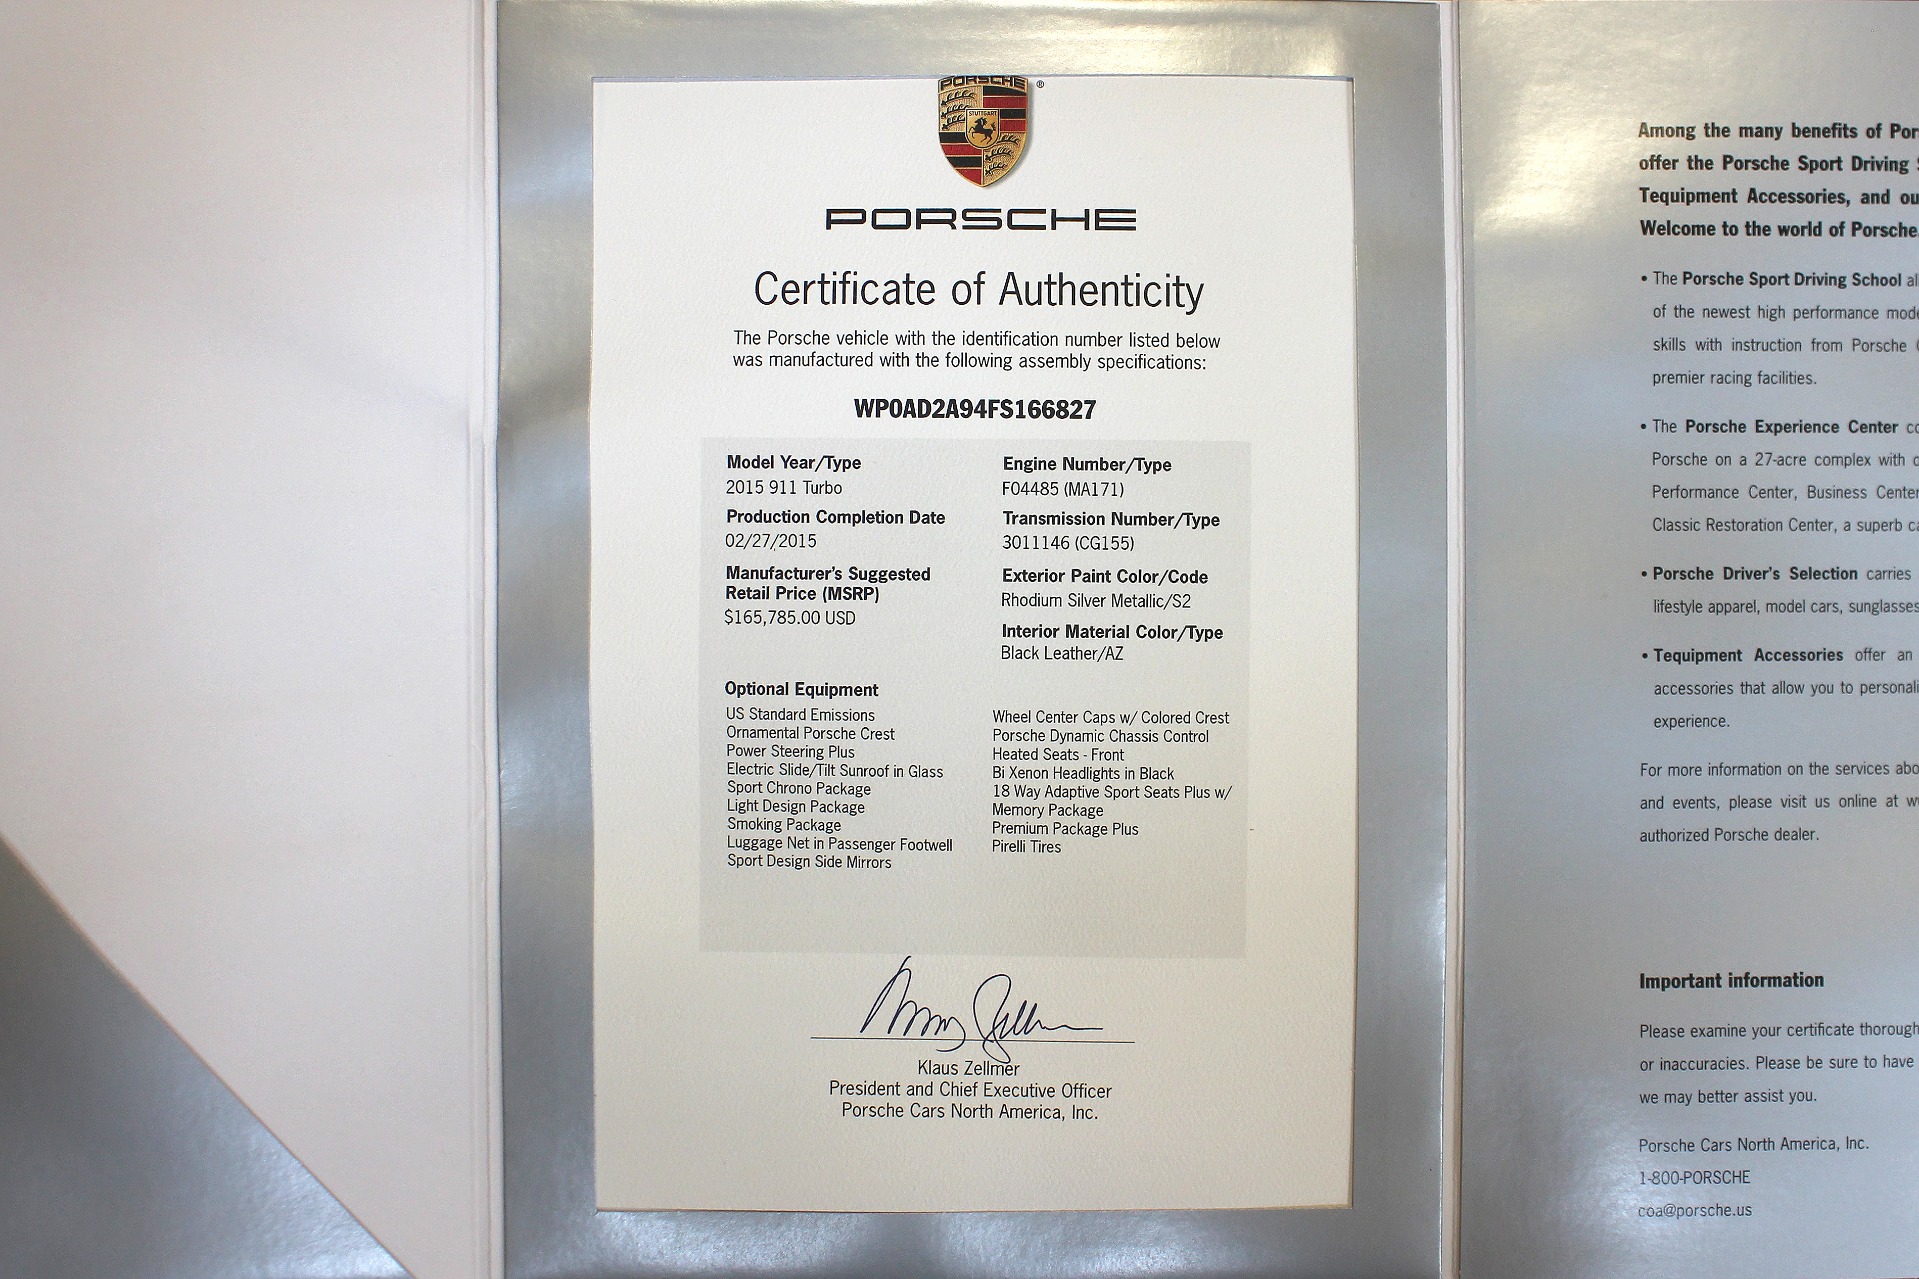 PORSCHE
STUTTGART
®
PORSCHE
Certificate of Authenticity
The Porsche vehicle with the identification number listed below
was manufactured with the following assembly specifications:
WP0AD2A94FS166827
Model Year/Type
2015 911 Turbo
Production Completion Date
02/27/2015
Manufacturer's Suggested
Retail Price (MSRP)
$165,785.00 USD
Engine Number/Type
F04485 (MA171)
Transmission Number/Type
3011146 (CG155)
Exterior Paint Color/Code
Rhodium Silver Metallic/S2
Interior Material Color/Type
Black Leather/AZ
Optional Equipment
US Standard Emissions
Ornamental Porsche Crest
Power Steering Plus
Electric Slide/Tilt Sunroof in Glass
Sport Chrono Package
Light Design Package
Smoking Package
Luggage Net in Passenger Footwell
Sport Design Side Mirrors
Wheel Center Caps w/ Colored Crest
Porsche Dynamic Chassis Control
Heated Seats - Front
Bi Xenon Headlights in Black
18 Way Adaptive Sport Seats Plus w/
Memory Package
Premium Package Plus
Pirelli Tires
Klaus Zellmer
President and Chief Executive Officer
Porsche Cars North America, Inc.
Among the many benefits of
offer the Porsche Sport Driving
Tequipment Accessories, and
Welcome to the world of Porsche.
• The Porsche Sport Driving School
of the newest high performance
skills with instruction from Porsche
premier racing facilities.
• The Porsche Experience Center
Porsche on a 27-acre complex with
Performance Center, Business Center
Classic Restoration Center, a superb
• Porsche Driver's Selection carries
lifestyle apparel, model cars, sunglasses
• Tequipment Accessories offer an
accessories that allow you to
experience.
For more information on the services
and events, please visit us online at
authorized Porsche dealer.
Important information
Please examine your certificate
or inaccuracies. Please be sure to have
we may better assist you.
Porsche Cars North America, Inc.
1-800-PORSCHE
coa@porsche.us